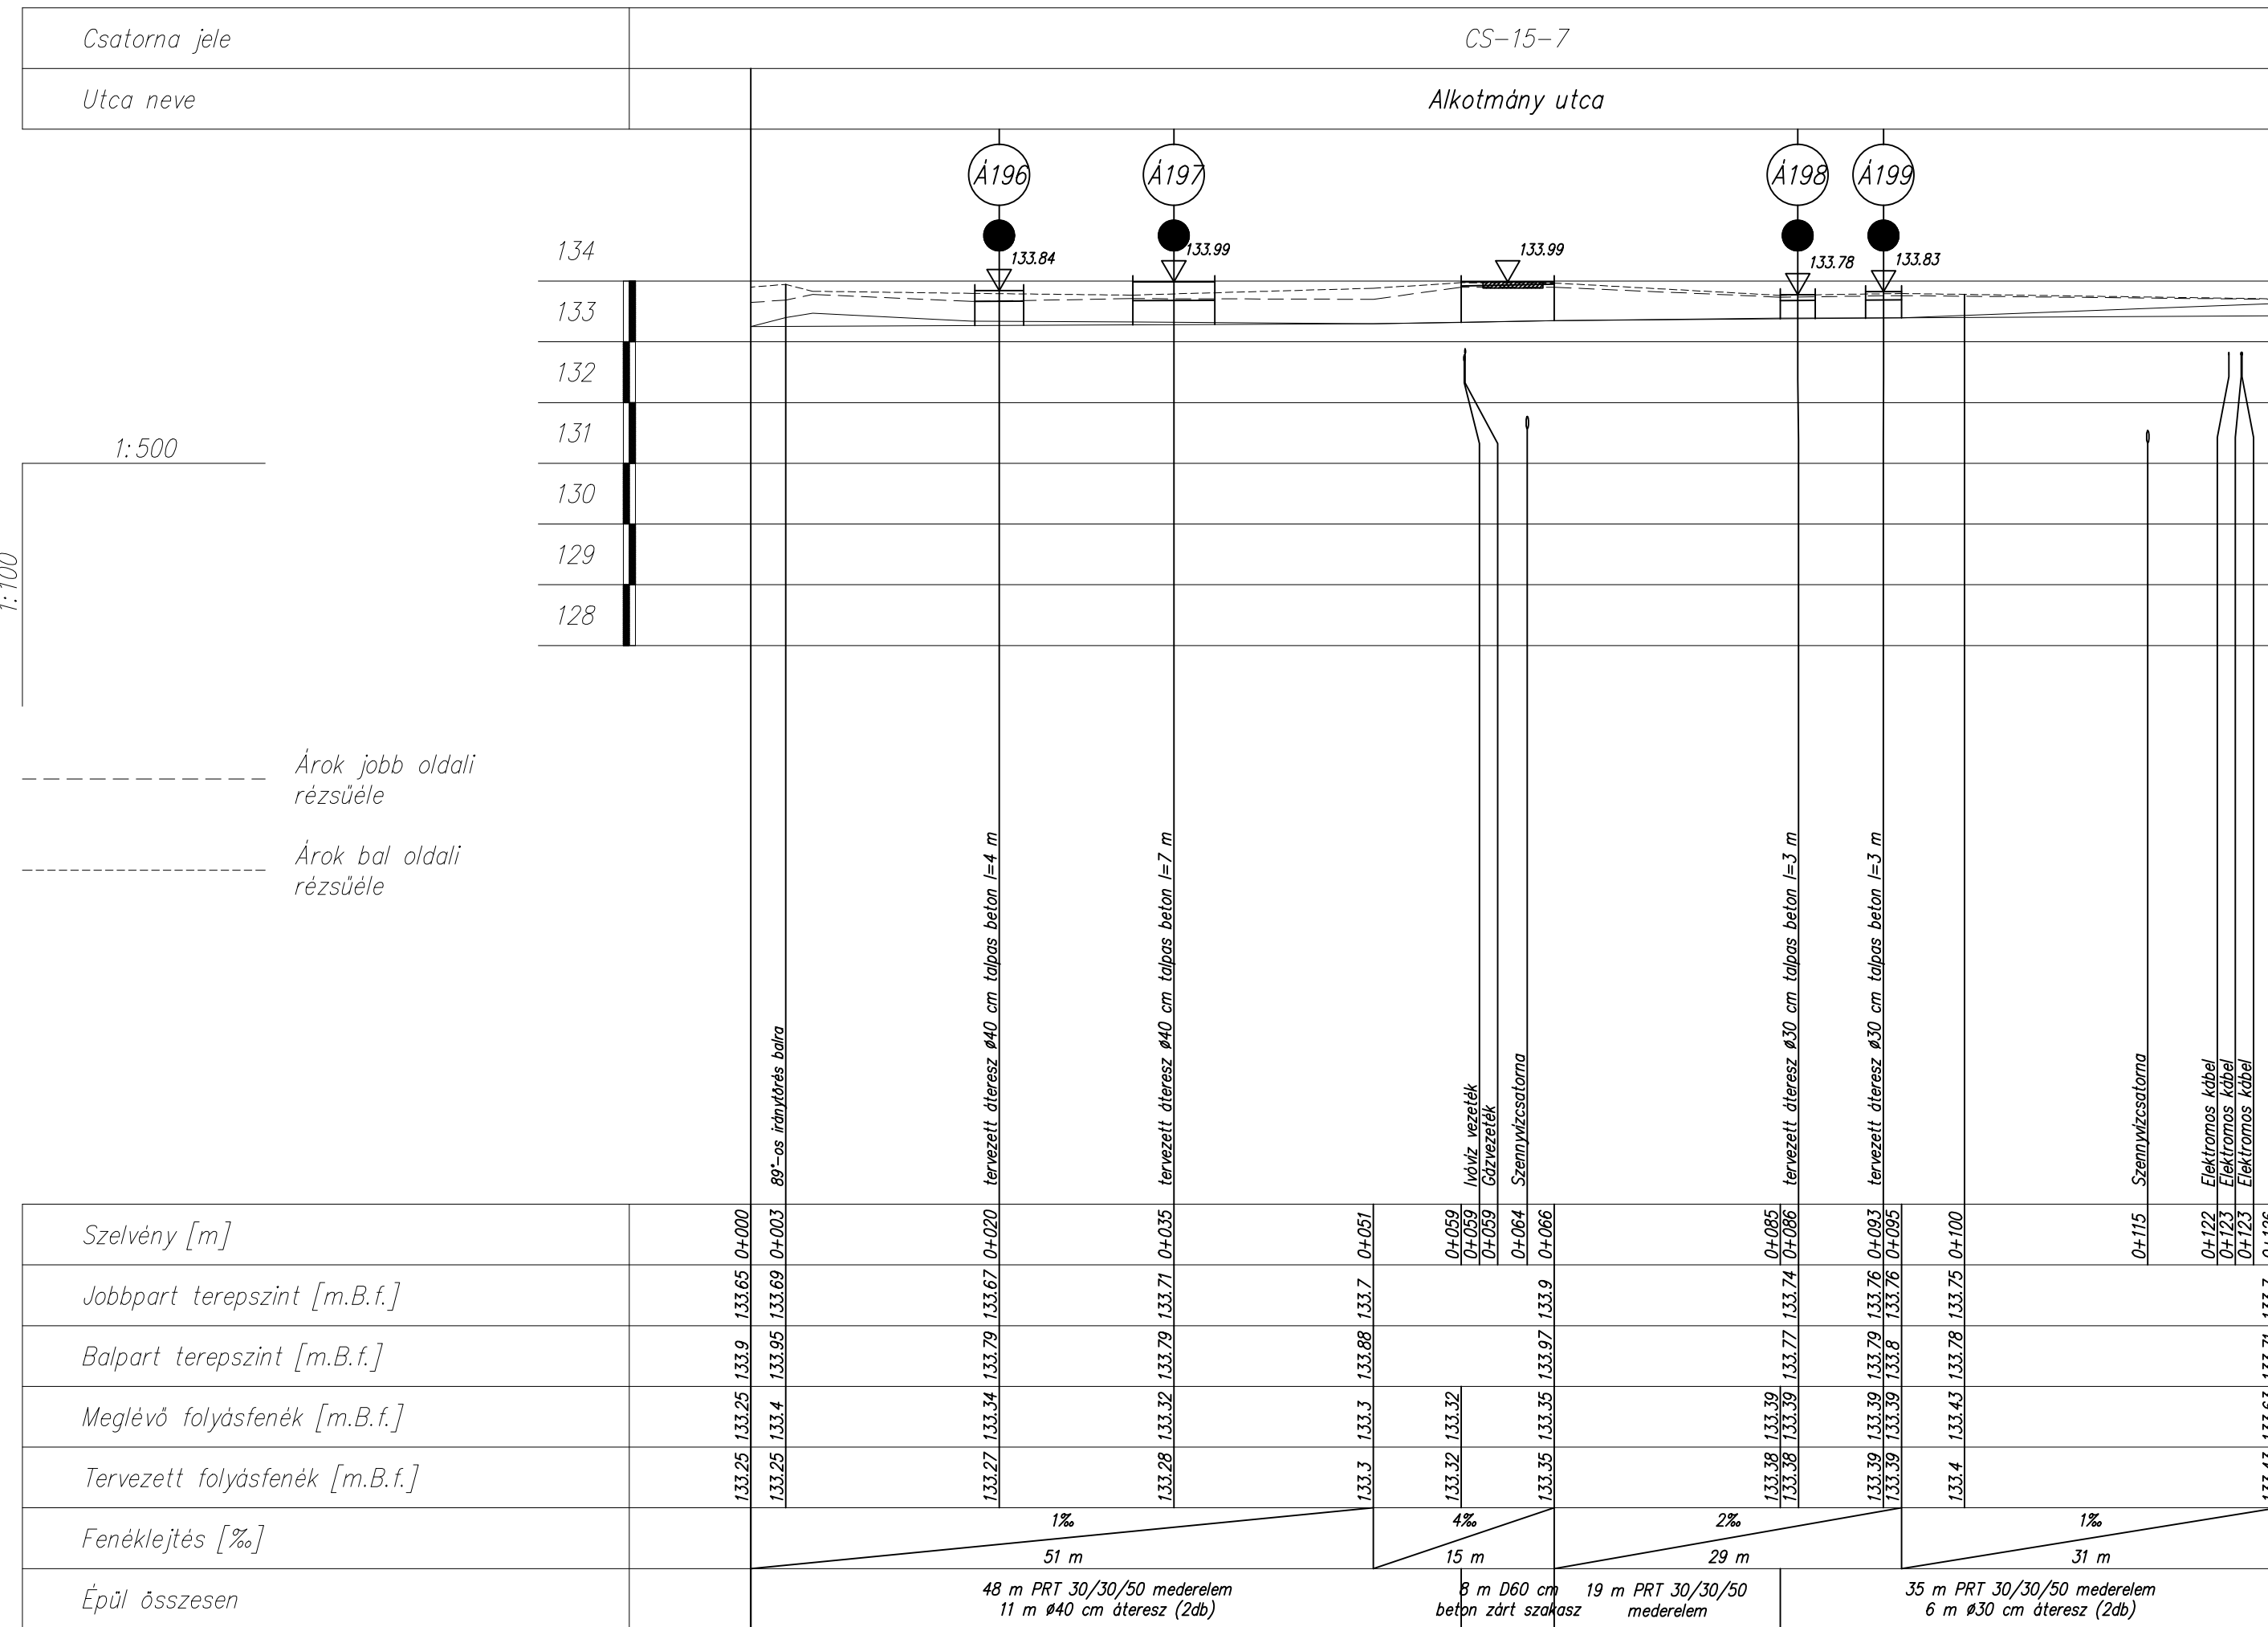 Csatorna jele
CS-15-7
Utca neve
Alkotmány utca
Á196
Á197
Á198
Á199
133.84
133.99
133.99
133.78
133.83
134
133
132
131
130
129
128
1:500
1:100
Árok jobb oldali
rézsűéle
Árok bal oldali
rézsűéle
89°-os iránytörés balra
tervezett áteresz ø40 cm talpas beton l=4 m
tervezett áteresz ø40 cm talpas beton l=7 m
Ivóvíz vezeték
Gázvezeték
Szennyvízcsatorna
tervezett áteresz ø30 cm talpas beton l=3 m
tervezett áteresz ø30 cm talpas beton l=3 m
Szennyvízcsatorna
Elektromos kábel
Elektromos kábel
Elektromos kábel
Szelvény [m]
0+000
0+003
0+020
0+035
0+051
0+059
0+059
0+059
0+064
0+066
0+085
0+086
0+093
0+095
0+100
0+115
0+122
0+123
0+123
Jobbpart terepszint [m.B.f.]
133.65
133.69
133.67
133.71
133.7
133.9
133.74
133.76
133.76
133.75
Balpart terepszint [m.B.f.]
133.9
133.95
133.79
133.79
133.88
133.97
133.77
133.79
133.8
133.78
Meglévő folyásfenék [m.B.f.]
133.25
133.4
133.34
133.32
133.3
133.32
133.35
133.39
133.39
133.39
133.39
133.43
Tervezett folyásfenék [m.B.f.]
133.25
133.25
133.27
133.28
133.3
133.32
133.35
133.38
133.38
133.39
133.39
133.4
Fenéklejtés [‰]
1‰
51 m
4‰
15 m
2‰
29 m
1‰
31 m
Épül összesen
48 m PRT 30/30/50 mederelem
11 m ø40 cm áteresz (2db)
8 m D60 cm
beton zárt szakasz
19 m PRT 30/30/50
mederelem
35 m PRT 30/30/50 mederelem
6 m ø30 cm áteresz (2db)